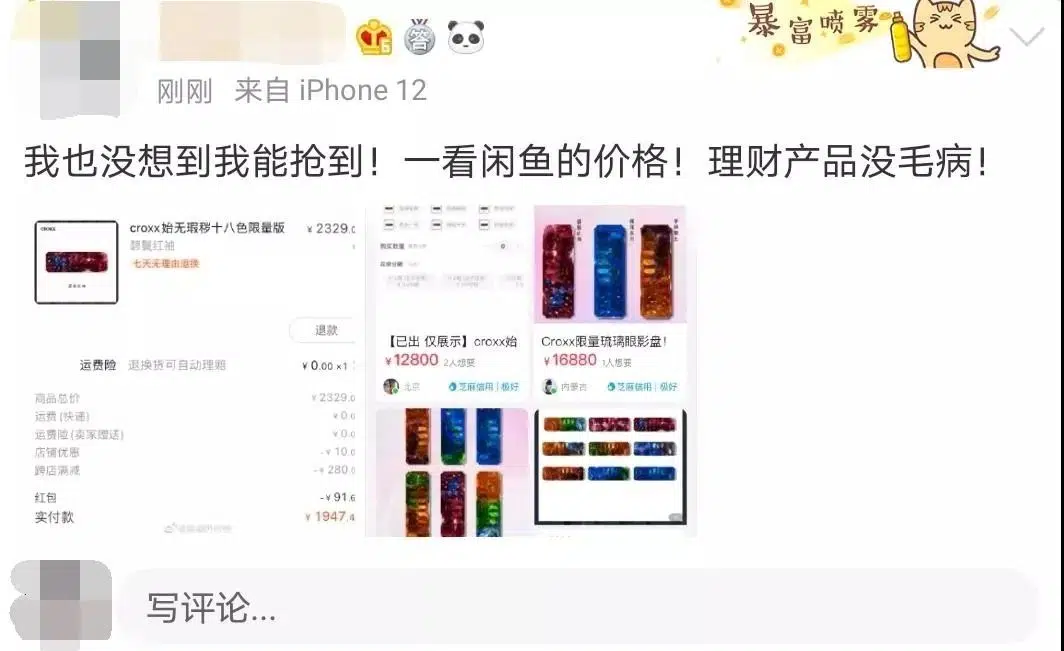 暴富喷雾
答
6
刚刚 来自 iPhone 12
我也没想到我能抢到！一看闲鱼的价格！理财产品没毛病！
croxx始无瑕秽十八色限量版
¥2329.
七天无理由退换
退款
运费险 退换货可自动理赔 ¥0.00 ×1
商品总价 ¥2329.
运费(快递) ¥0.
运费险(卖家赠送) ¥0.
店铺优惠 -¥10.
跨店满减 -¥280.
红包 -¥91.6
实付款 ¥1947.4
购买数量 0
【已出 仅展示】croxx始
¥12800 2人想要
北京 芝麻信用|极好
Croxx限量琉璃眼影盘！
¥16880 1人想要
内蒙古 芝麻信用|极好
写评论...